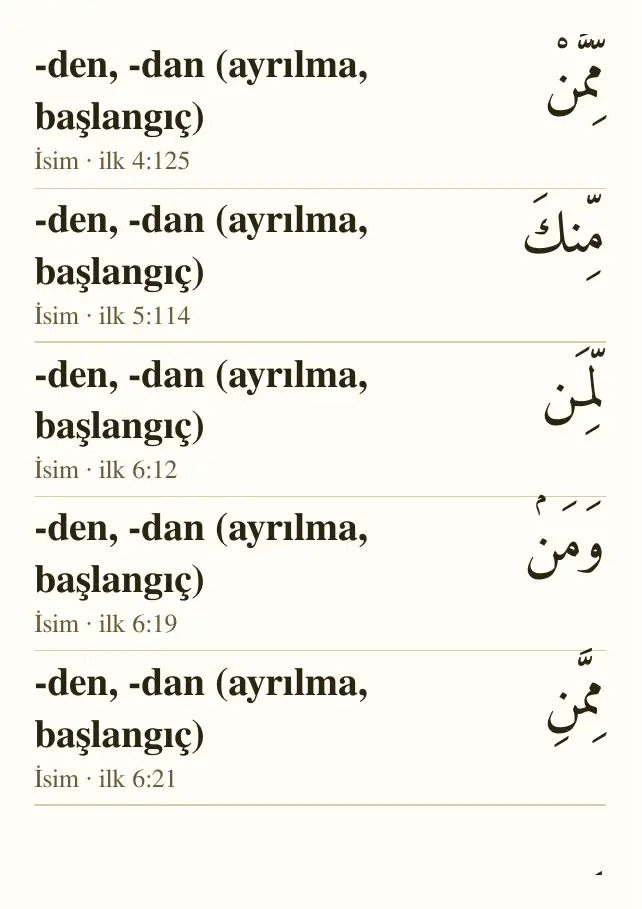 -den, -dan (ayrılma, مِّمَّنْ
başlangıç)
İsim · ilk 4:125
-den, -dan (ayrılma, مِّنكَ
başlangıç)
İsim · ilk 5:114
-den, -dan (ayrılma, لِّمَن
başlangıç)
İsim · ilk 6:12
-den, -dan (ayrılma, وَمَنۢ
başlangıç)
İsim · ilk 6:19
-den, -dan (ayrılma, مِمَّنِ
başlangıç)
İsim · ilk 6:21